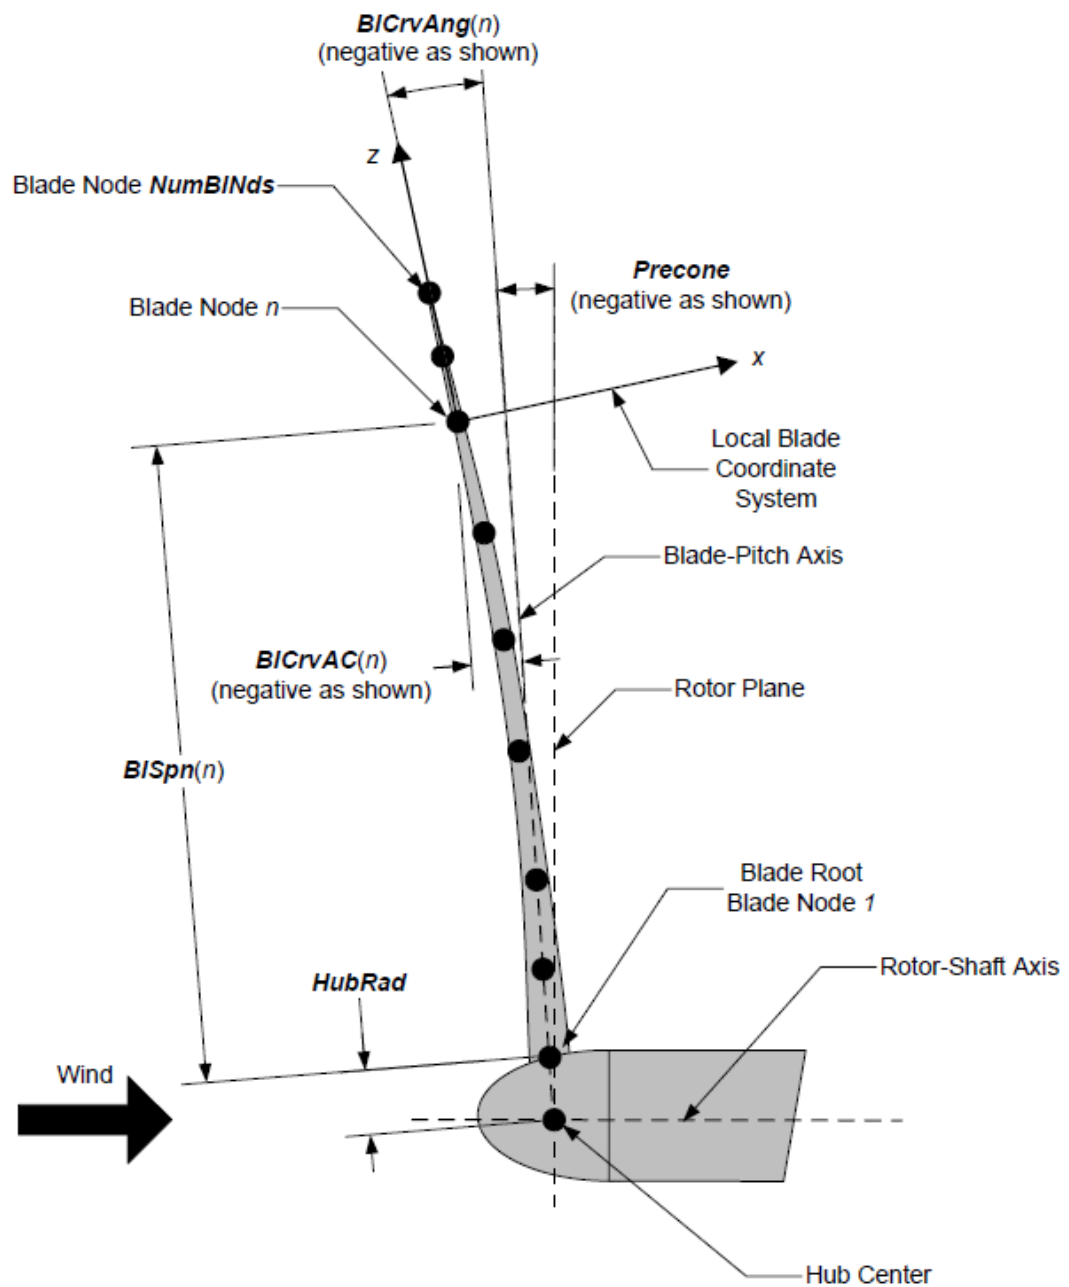 BlCrvAng(n)
(negative as shown)
z
Blade Node NumBlNds
Precone
(negative as shown)
Blade Node n
x
Local Blade
Coordinate
System
Blade-Pitch Axis
BlCrvAC(n)
(negative as shown)
Rotor Plane
BlSpn(n)
Blade Root
Blade Node 1
HubRad
Rotor-Shaft Axis
Wind
Hub Center